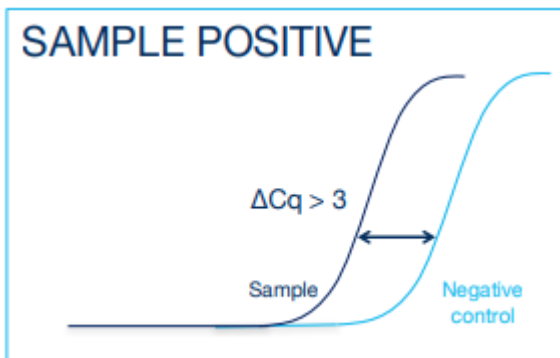 SAMPLE POSITIVE
ΔCq > 3
Sample
Negative
control